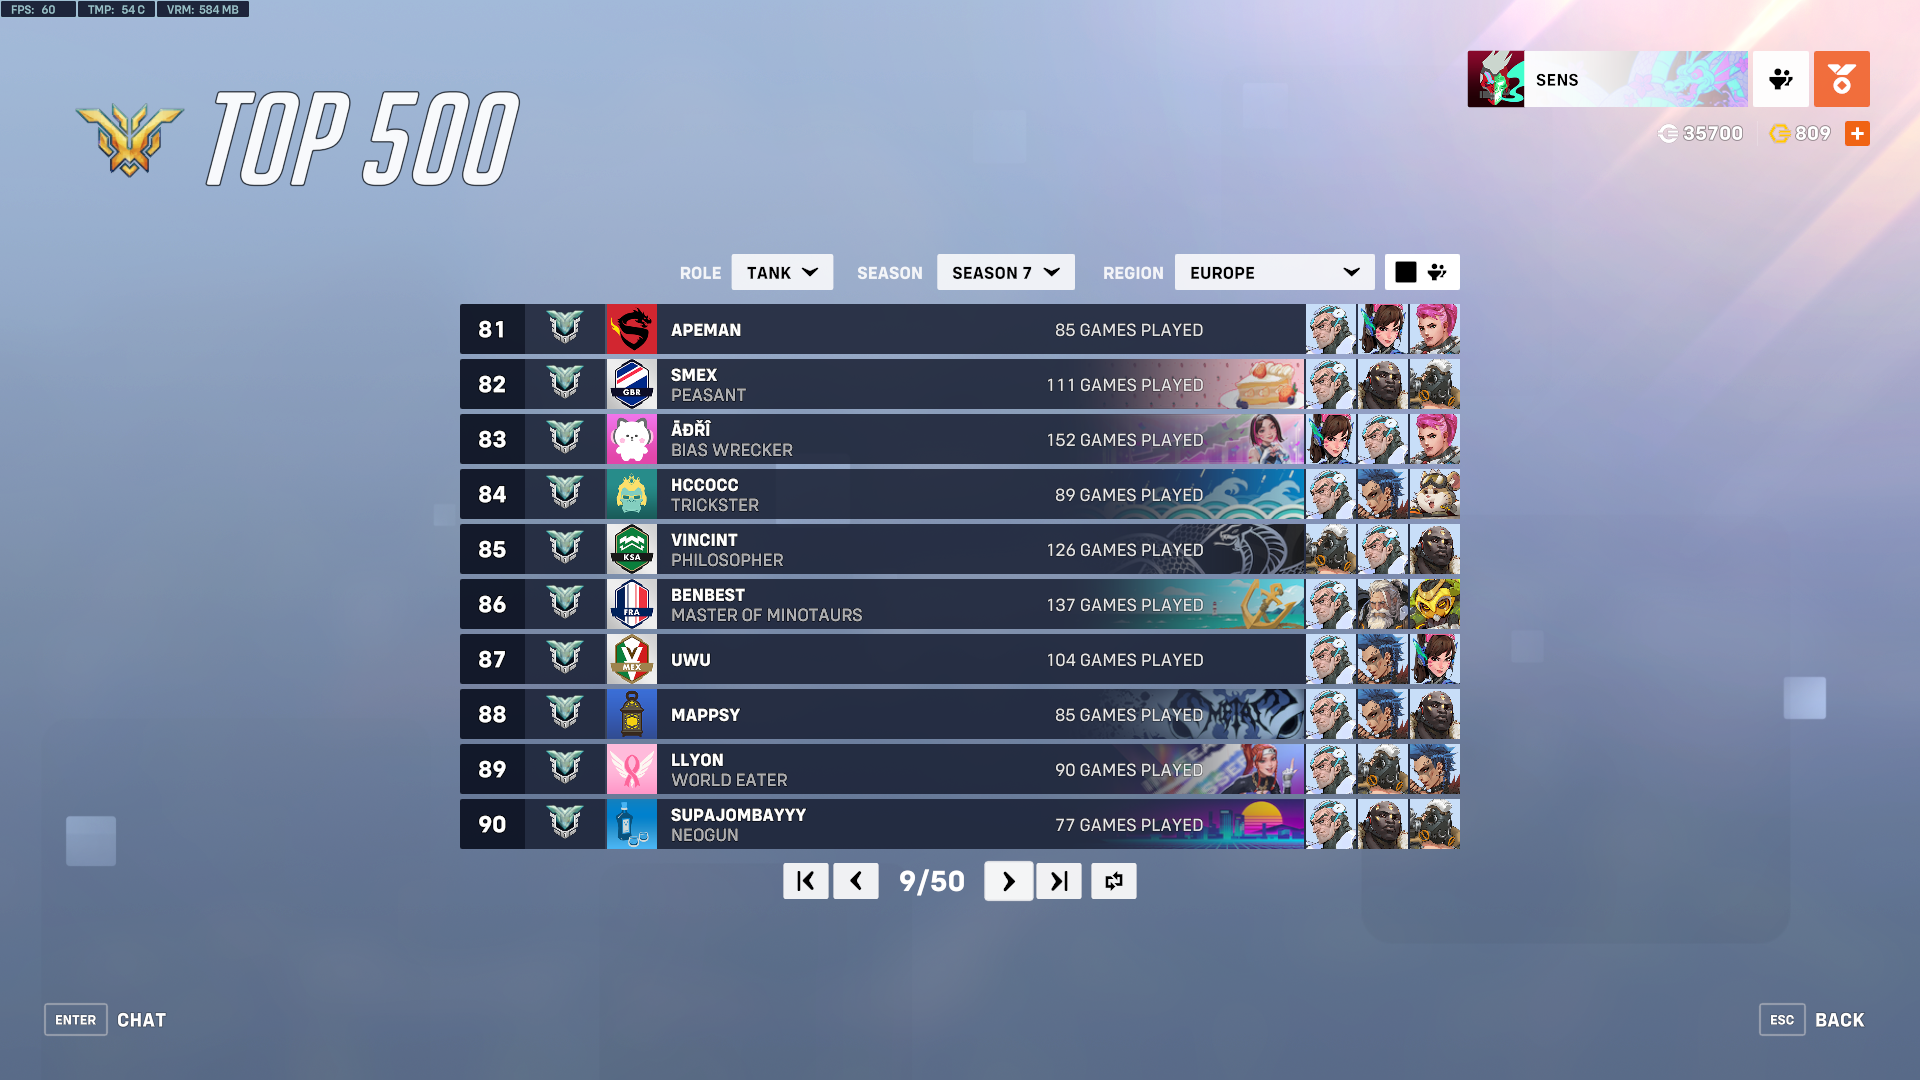 FPS: 60 TMP: 54 C VRM: 584 MB
SENS
TOP 500
35700 809
ROLE TANK SEASON SEASON 7 REGION EUROPE
81 APEMAN 85 GAMES PLAYED
82 GBR SMEX PEASANT 111 GAMES PLAYED
83 ĀĐŘÎ BIAS WRECKER 152 GAMES PLAYED
84 HCCOCC TRICKSTER 89 GAMES PLAYED
85 KSA VINCINT PHILOSOPHER 126 GAMES PLAYED
86 FRA BENBEST MASTER OF MINOTAURS 137 GAMES PLAYED
87 MEX UWU 104 GAMES PLAYED
88 MAPPSY 85 GAMES PLAYED METAL
89 LLYON WORLD EATER 90 GAMES PLAYED
90 SUPAJOMBAYYY NEOGUN 77 GAMES PLAYED
9/50
ENTER CHAT ESC BACK